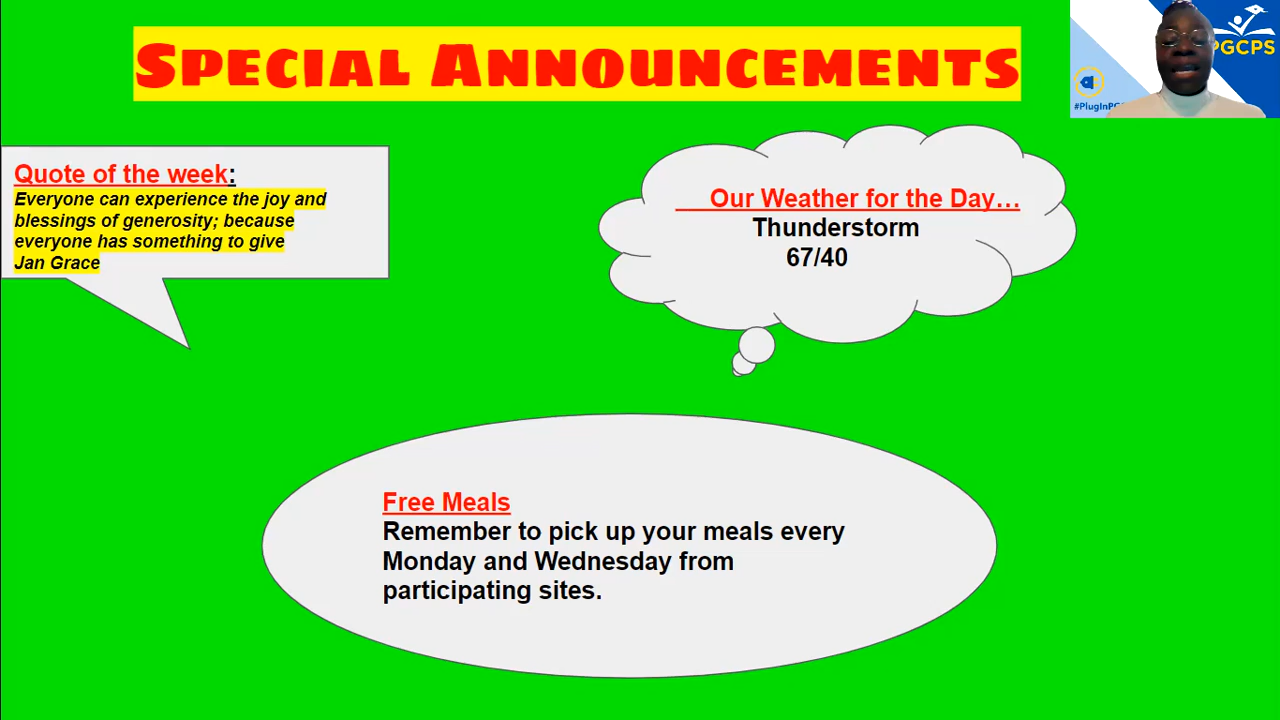 Special Announcements
PGCPS
#PlugInPG
Quote of the week:
Everyone can experience the joy and
blessings of generosity; because
everyone has something to give
Jan Grace
Our Weather for the Day…
Thunderstorm
67/40
Free Meals
Remember to pick up your meals every
Monday and Wednesday from
participating sites.